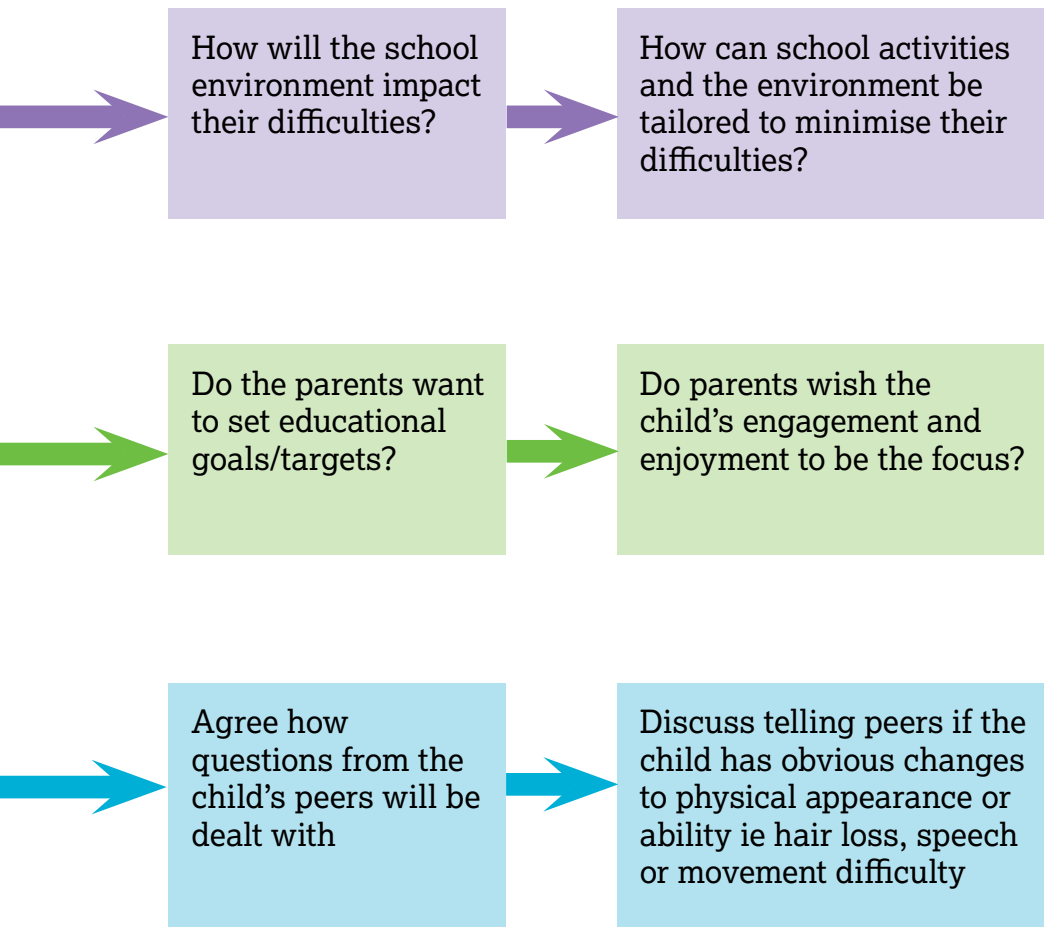 How will the school
environment impact
their difficulties?
How can school activities
and the environment be
tailored to minimise their
difficulties?
Do the parents want
to set educational
goals/targets?
Do parents wish the
child’s engagement and
enjoyment to be the focus?
Agree how
questions from the
child’s peers will be
dealt with
Discuss telling peers if the
child has obvious changes
to physical appearance or
ability ie hair loss, speech
or movement difficulty